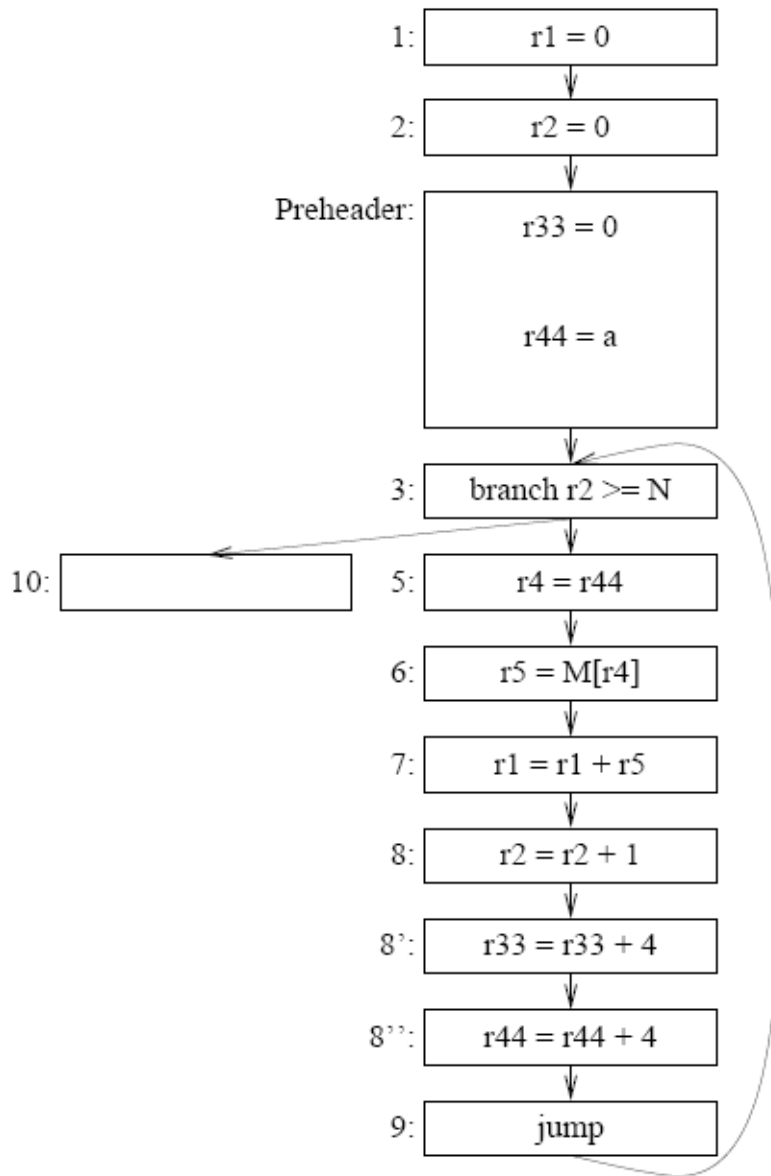 1: r1 = 0
2: r2 = 0
Preheader: r33 = 0
r44 = a
3: branch r2 >= N
10:
5: r4 = r44
6: r5 = M[r4]
7: r1 = r1 + r5
8: r2 = r2 + 1
8’: r33 = r33 + 4
8’’: r44 = r44 + 4
9: jump